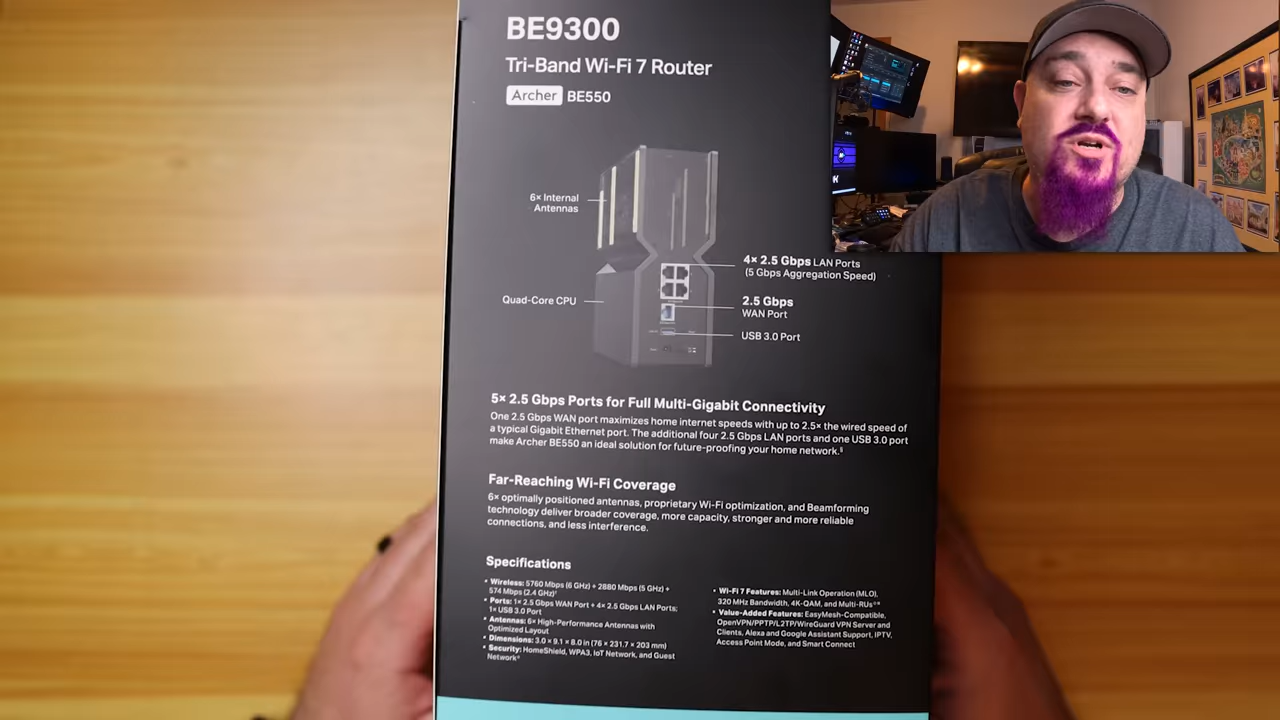 BE9300
Tri-Band Wi-Fi 7 Router
Archer BE550
6× Internal
Antennas
4× 2.5 Gbps LAN Ports
(5 Gbps Aggregation Speed)
Quad-Core CPU
2.5 Gbps
WAN Port
USB 3.0 Port
5× 2.5 Gbps Ports for Full Multi-Gigabit Connectivity
One 2.5 Gbps WAN port maximizes home internet speeds with up to 2.5× the wired speed of
a typical Gigabit Ethernet port. The additional four 2.5 Gbps LAN ports and one USB 3.0 port
make Archer BE550 an ideal solution for future-proofing your home network.§
Far-Reaching Wi-Fi Coverage
6× optimally positioned antennas, proprietary Wi-Fi optimization, and Beamforming
technology deliver broader coverage, more capacity, stronger and more reliable
connections, and less interference.
Specifications
• Wireless: 5760 Mbps (6 GHz) + 2880 Mbps (5 GHz) +
574 Mbps (2.4 GHz)†
• Ports: 1× 2.5 Gbps WAN Port + 4× 2.5 Gbps LAN Ports;
1× USB 3.0 Port
• Antennas: 6× High-Performance Antennas with
Optimized Layout
• Dimensions: 3.0 × 9.1 × 8.0 in (76 × 231.7 × 203 mm)
• Security: HomeShield, WPA3, IoT Network, and Guest
Network
• Wi-Fi 7 Features: Multi-Link Operation (MLO),
320 MHz Bandwidth, 4K-QAM, and Multi-RUs
• Value-Added Features: EasyMesh-Compatible,
OpenVPN/PPTP/L2TP/WireGuard VPN Server and
Clients, Alexa and Google Assistant Support, IPTV,
Access Point Mode, and Smart Connect